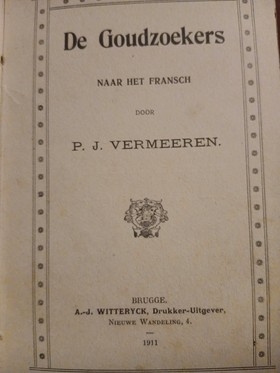 De Goudzoekers
NAAR HET FRANSCH
DOOR
P. J. VERMEEREN.
BRUGGE.
A.-J. WITTERYCK, Drukker-Uitgever,
Nieuwe Wandeling, 4.
1911